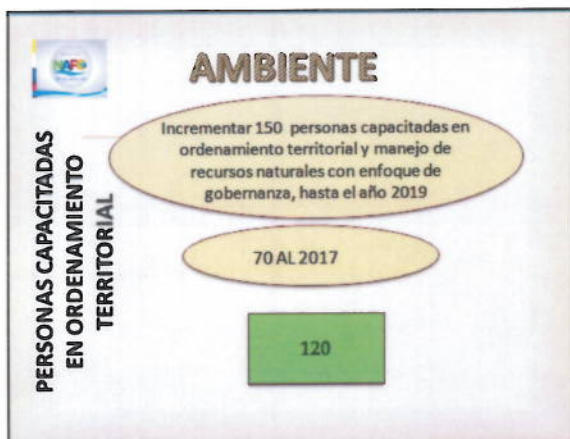 NAPO
AMBIENTE
PERSONAS CAPACITADAS
EN ORDENAMIENTO
TERRITORIAL
Incrementar 150 personas capacitadas en
ordenamiento territorial y manejo de
recursos naturales con enfoque de
gobernanza, hasta el año 2019
70 AL 2017
120